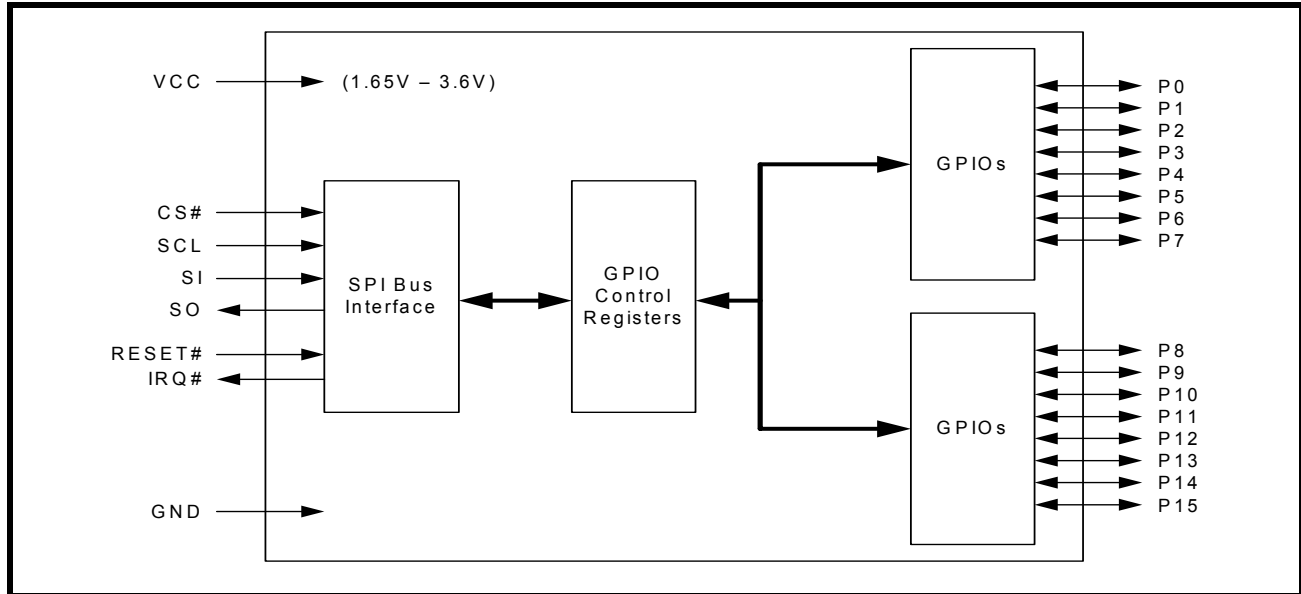 VCC
(1.65V – 3.6V)
CS#
SCL
SI
SO
RESET#
IRQ#
GND
SPI Bus
Interface
GPIO
Control
Registers
GPIOs
P0
P1
P2
P3
P4
P5
P6
P7
GPIOs
P8
P9
P10
P11
P12
P13
P14
P15